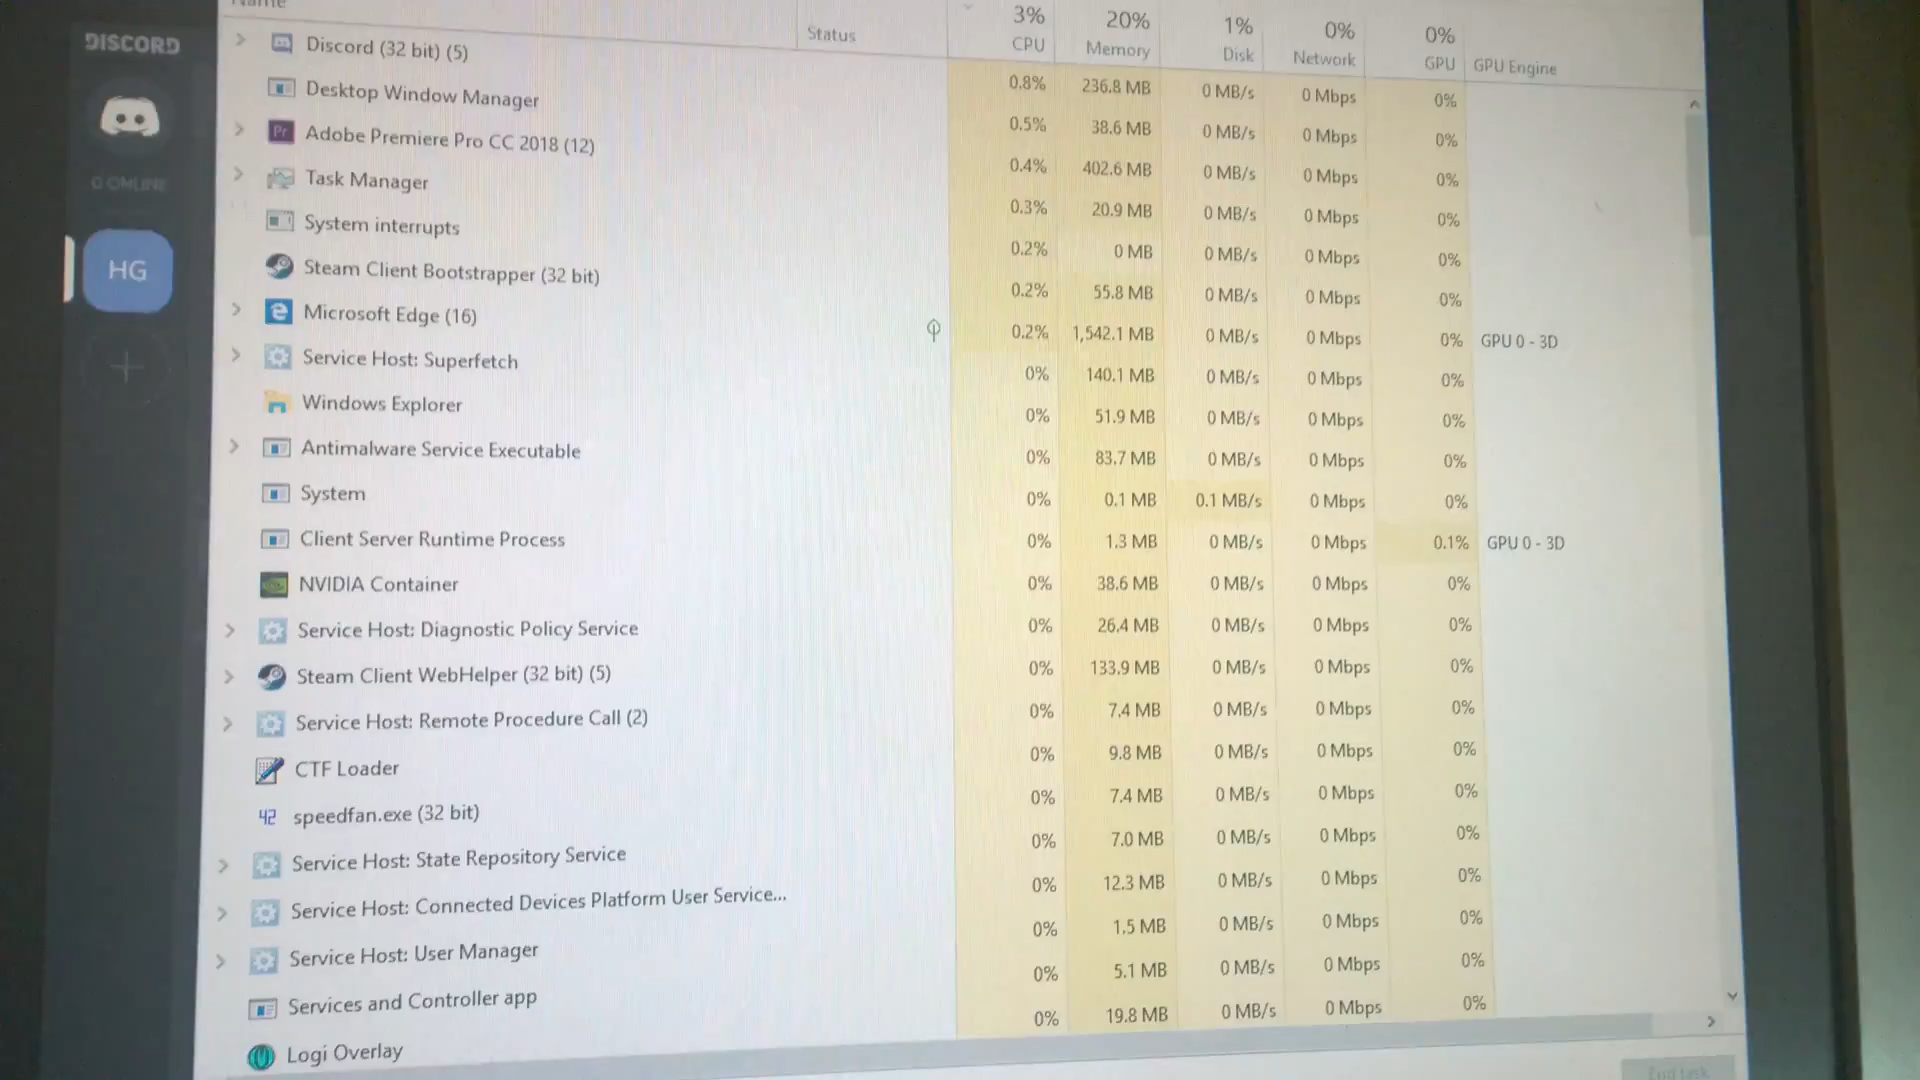 Name
Status
3%
CPU
20%
Memory
1%
Disk
0%
Network
0%
GPU
GPU Engine
DISCORD
0 ONLINE
HG
Discord (32 bit) (5) 0.8% 236.8 MB 0 MB/s 0 Mbps 0%
Desktop Window Manager 0.5% 38.6 MB 0 MB/s 0 Mbps 0%
Pr Adobe Premiere Pro CC 2018 (12) 0.4% 402.6 MB 0 MB/s 0 Mbps 0%
Task Manager 0.3% 20.9 MB 0 MB/s 0 Mbps 0%
System interrupts 0.2% 0 MB 0 MB/s 0 Mbps 0%
Steam Client Bootstrapper (32 bit) 0.2% 55.8 MB 0 MB/s 0 Mbps 0%
Microsoft Edge (16) 0.2% 1,542.1 MB 0 MB/s 0 Mbps 0% GPU 0 - 3D
Service Host: Superfetch 0% 140.1 MB 0 MB/s 0 Mbps 0%
Windows Explorer 0% 51.9 MB 0 MB/s 0 Mbps 0%
Antimalware Service Executable 0% 83.7 MB 0 MB/s 0 Mbps 0%
System 0% 0.1 MB 0.1 MB/s 0 Mbps 0%
Client Server Runtime Process 0% 1.3 MB 0 MB/s 0 Mbps 0.1% GPU 0 - 3D
NVIDIA Container 0% 38.6 MB 0 MB/s 0 Mbps 0%
Service Host: Diagnostic Policy Service 0% 26.4 MB 0 MB/s 0 Mbps 0%
Steam Client WebHelper (32 bit) (5) 0% 133.9 MB 0 MB/s 0 Mbps 0%
Service Host: Remote Procedure Call (2) 0% 7.4 MB 0 MB/s 0 Mbps 0%
CTF Loader 0% 9.8 MB 0 MB/s 0 Mbps 0%
42 speedfan.exe (32 bit) 0% 7.4 MB 0 MB/s 0 Mbps 0%
Service Host: State Repository Service 0% 7.0 MB 0 MB/s 0 Mbps 0%
Service Host: Connected Devices Platform User Service... 0% 12.3 MB 0 MB/s 0 Mbps 0%
Service Host: User Manager 0% 1.5 MB 0 MB/s 0 Mbps 0%
Services and Controller app 0% 5.1 MB 0 MB/s 0 Mbps 0%
Logi Overlay 0% 19.8 MB 0 MB/s 0 Mbps 0%
End task